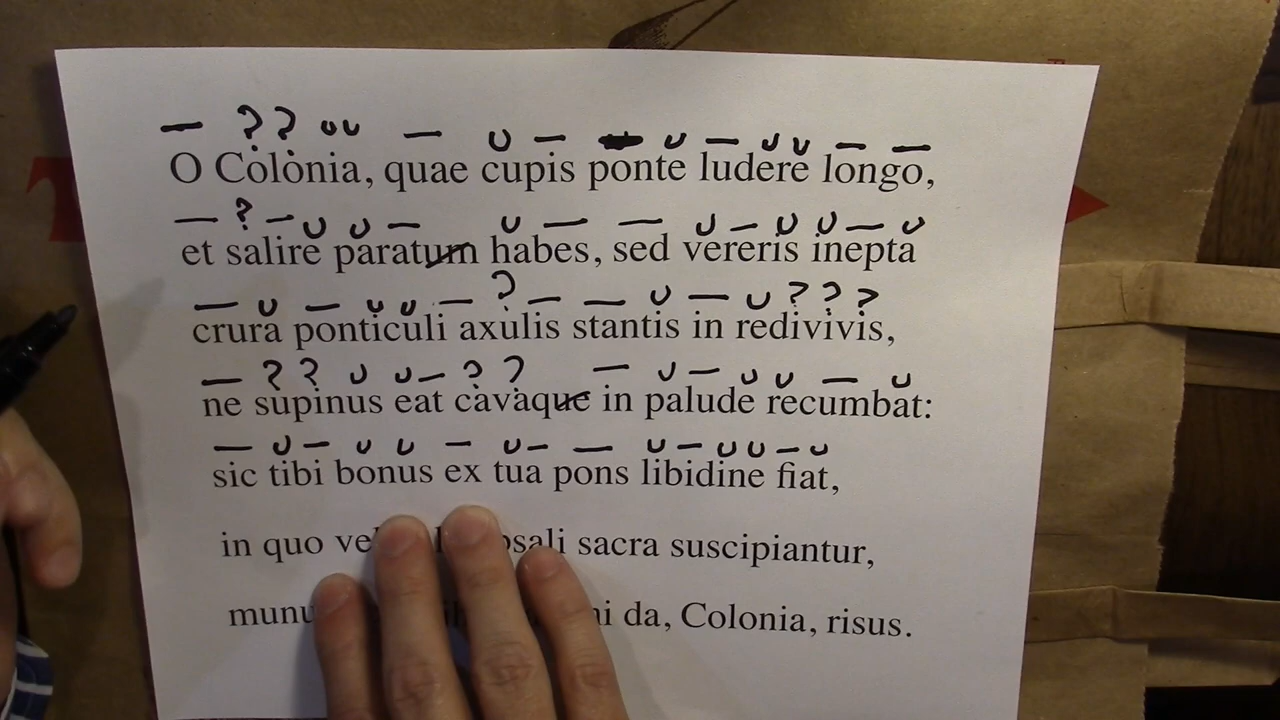 O Colonia, quae cupis ponte ludere longo,
et salire paratum habes, sed vereris inepta
crura ponticuli axulis stantis in redivivis,
ne supinus eat cavaque in palude recumbat:
sic tibi bonus ex tua pons libidine fiat,
in quo sacra suscipiantur,
da, Colonia, risus.